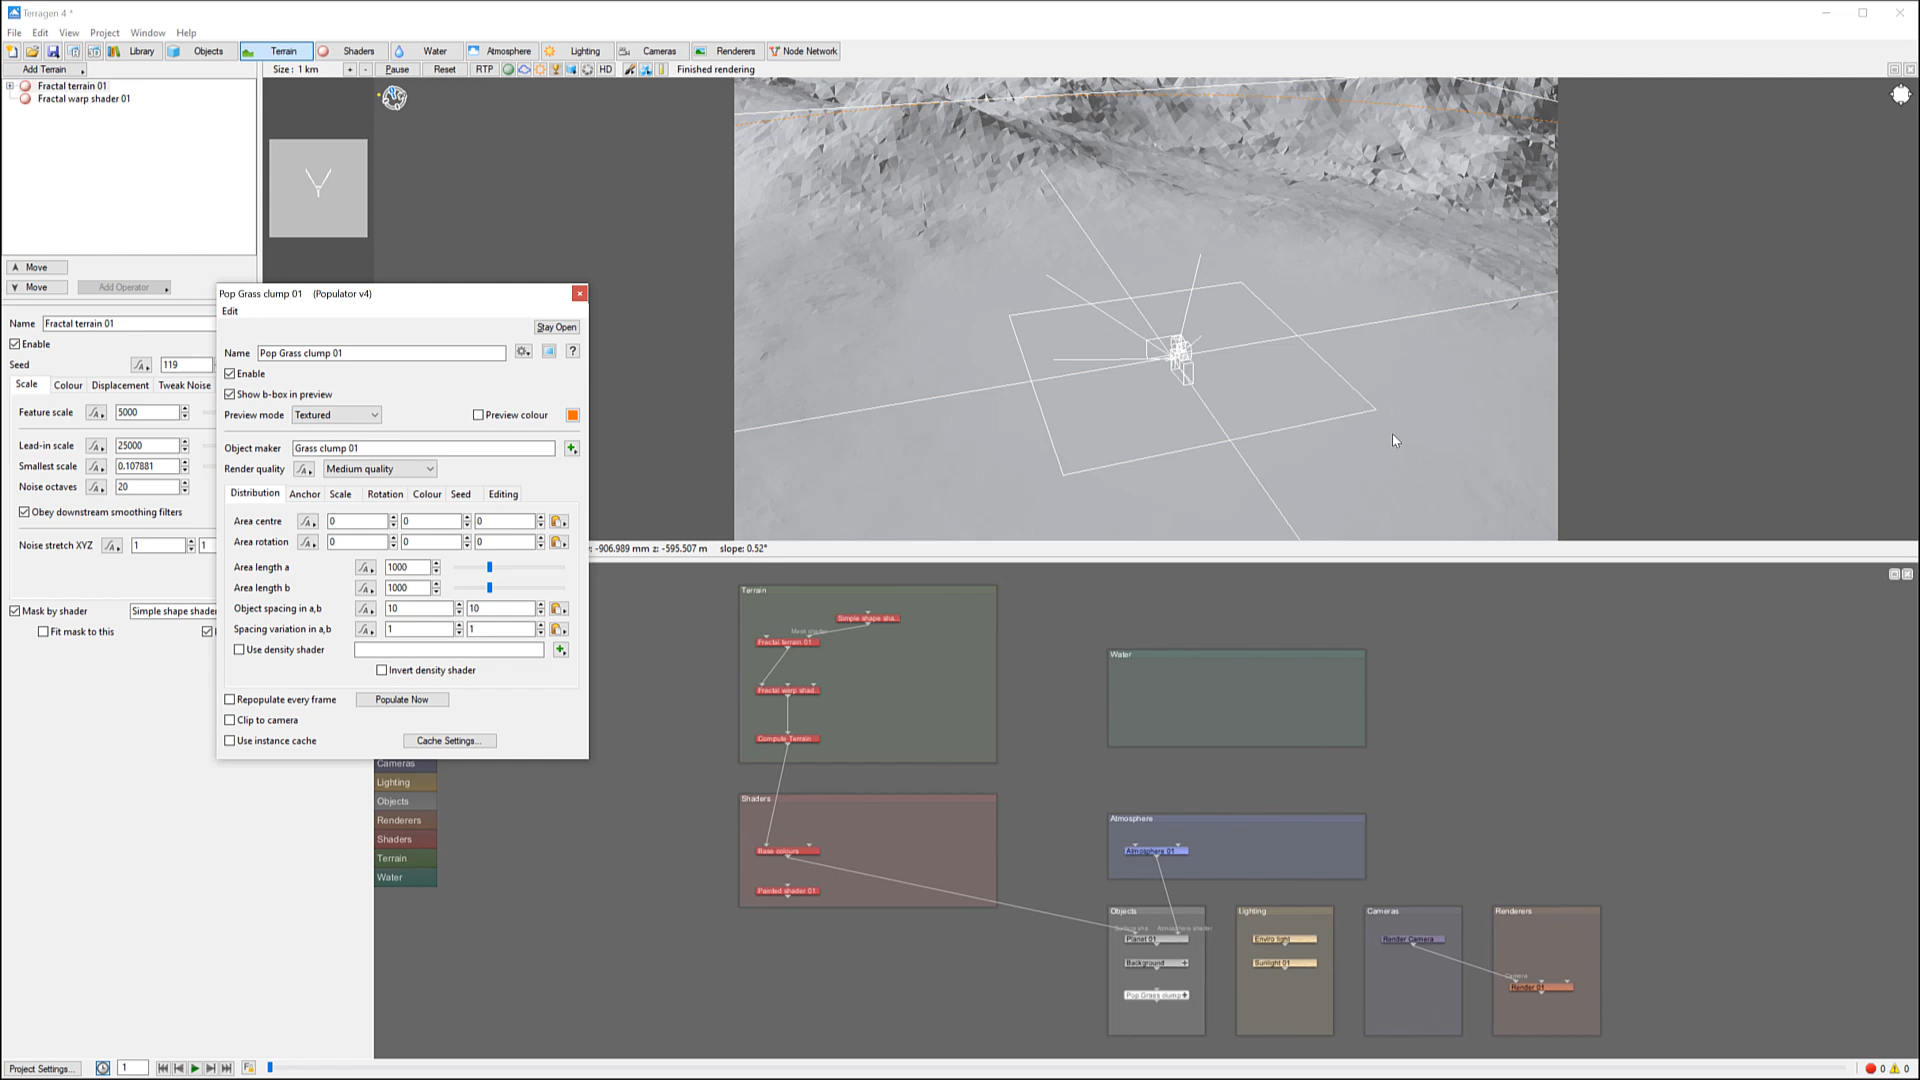 Terragen 4 *
File Edit View Project Window Help
Library Objects Terrain Shaders Water Atmosphere Lighting Cameras Renderers Node Network
Add Terrain Size : 1 km + - Pause Reset RTP HD Finished rendering
Fractal terrain 01
Fractal warp shader 01
Move
Move Add Operator
Name Fractal terrain 01
Enable
Seed 119
Scale Colour Displacement Tweak Noise
Feature scale 5000
Lead-in scale 25000
Smallest scale 0.107881
Noise octaves 20
Obey downstream smoothing filters
Noise stretch XYZ 1 1
Mask by shader Simple shape shader
Fit mask to this
Pop Grass clump 01 (Populator v4)
Edit
Stay Open
Name Pop Grass clump 01 ?
Enable
Show b-box in preview
Preview mode Textured Preview colour
Object maker Grass clump 01
Render quality Medium quality
Distribution Anchor Scale Rotation Colour Seed Editing
Area centre 0 0 0
Area rotation 0 0 0
Area length a 1000
Area length b 1000
Object spacing in a,b 10 10
Spacing variation in a,b 1 1
Use density shader
Invert density shader
Repopulate every frame Populate Now
Clip to camera
Use instance cache Cache Settings...
-906.989 mm z: -595.507 m slope: 0.52°
Cameras
Lighting
Objects
Renderers
Shaders
Terrain
Water
Terrain
Simple shape sha..
Mask shader
Fractal terrain 01
Fractal warp shad..
Compute Terrain
Shaders
Base colours
Painted shader 01
Water
Atmosphere
Atmosphere 01
Objects
Atmosphere shader
Planet 01
Background
Pop Grass clump
Lighting
Enviro light
Sunlight 01
Cameras
Render Camera
Renderers
Camera
Render 01
Project Settings... 1 0 0